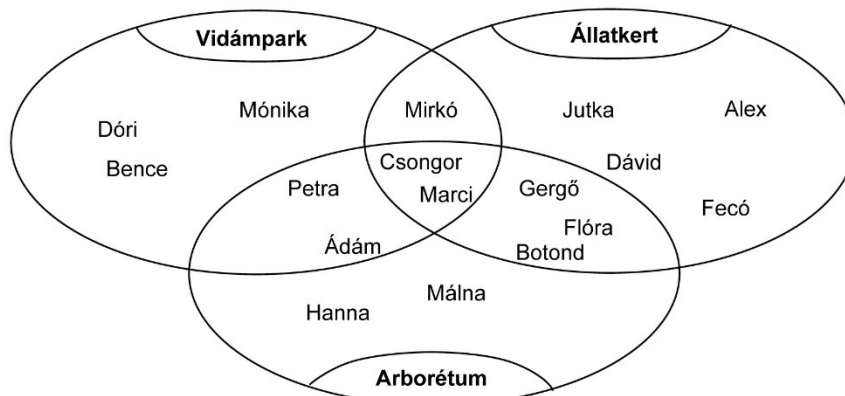 Vidámpark
Állatkert
Mónika
Mirkó
Jutka
Alex
Dóri
Bence
Csongor
Dávid
Petra
Marci
Gergő
Fecó
Flóra
Ádám
Botond
Málna
Hanna
Arborétum